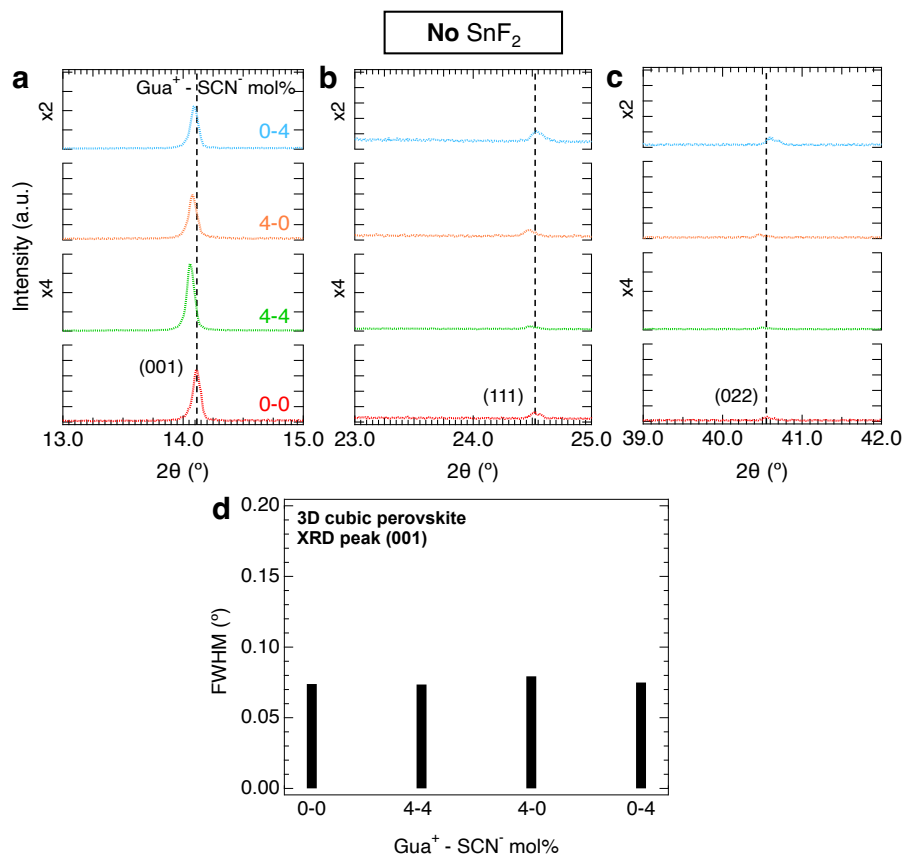 No SnF₂
a
b
c
Gua⁺ - SCN⁻ mol%
x2
x2
x2
0-4
4-0
Intensity (a.u.)
x4
x4
x4
4-4
(001)
(111)
(022)
0-0
13.0 14.0 15.0
23.0 24.0 25.0
39.0 40.0 41.0 42.0
2θ (º)
2θ (º)
2θ (º)
d
3D cubic perovskite
XRD peak (001)
0.20
0.15
0.10
0.05
0.00
FWHM (º)
0-0 4-4 4-0 0-4
Gua⁺ - SCN⁻ mol%